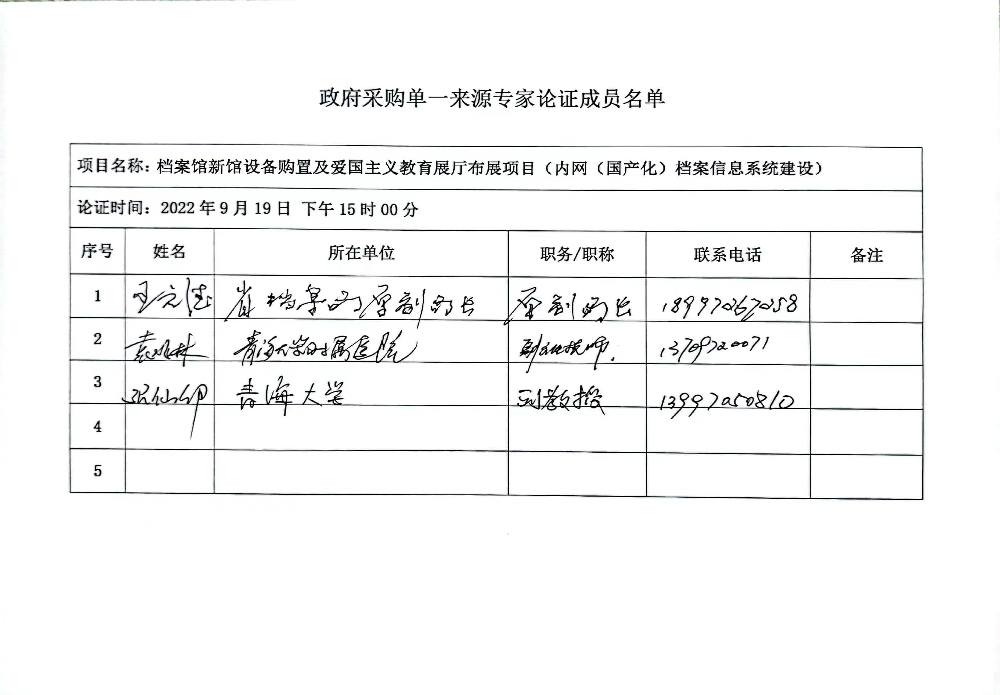 政府采购单一来源专家论证成员名单
项目名称：档案馆新馆设备购置及爱国主义教育展厅布展项目（内网（国产化）档案信息系统建设）
论证时间：2022年9月19日 下午15时00分
序号 姓名 所在单位 职务/职称 联系电话 备注
1 省档案局原副局长 原副局长 18997267258
2 青海大学附属医院 副主任技师. 13709720071
3 青海大学 副教授 13997050810
4
5